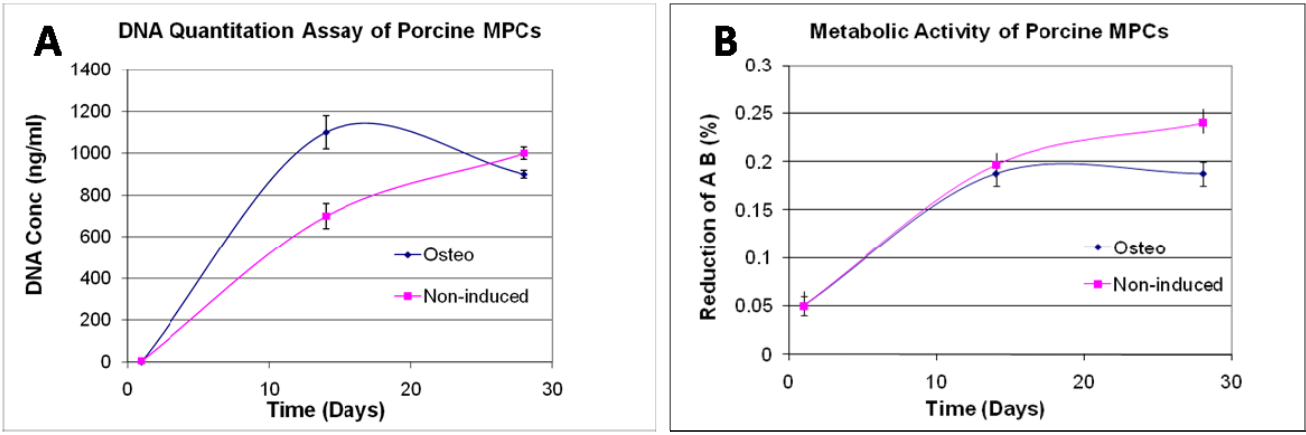 A
DNA Quantitation Assay of Porcine MPCs
1400
1200
1000
800
600
400
200
0
DNA Conc (ng/ml)
Osteo
Non-induced
0 10 20 30
Time (Days)
B
Metabolic Activity of Porcine MPCs
0.3
0.25
0.2
0.15
0.1
0.05
0
Reduction of A B (%)
Osteo
Non-induced
0 10 20 30
Time (Days)